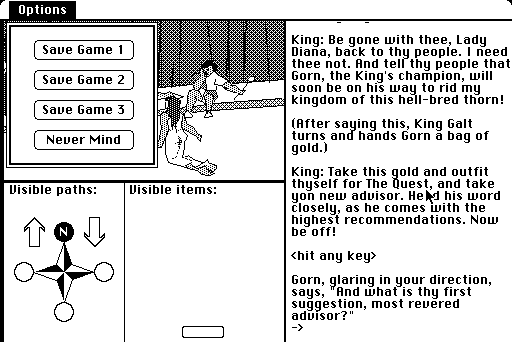 Options
Save Game 1
Save Game 2
Save Game 3
Never Mind
Visible paths:
N
Visible items:
King: Be gone with thee, Lady
Diana, back to thy people. I need
thee not. And tell thy people that
Gorn, the King's champion, will
soon be on his way to rid my
kingdom of this hell-bred thorn!
(After saying this, King Galt
turns and hands Gorn a bag of
gold.)
King: Take this gold and outfit
thyself for The Quest, and take
yon new advisor. Heed his word
closely, as he comes with the
highest recommendations. Now
be off!
<hit any key>
Gorn, glaring in your direction,
says, "And what is thy first
suggestion, most revered
advisor?"
->